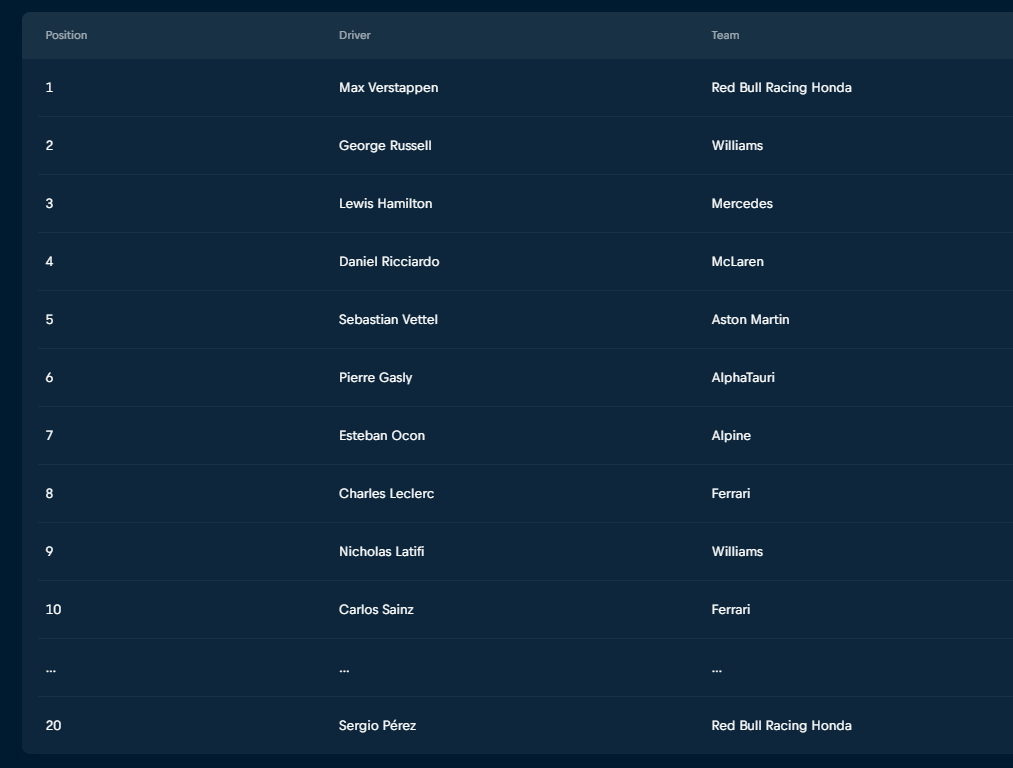 Position Driver Team
1 Max Verstappen Red Bull Racing Honda
2 George Russell Williams
3 Lewis Hamilton Mercedes
4 Daniel Ricciardo McLaren
5 Sebastian Vettel Aston Martin
6 Pierre Gasly AlphaTauri
7 Esteban Ocon Alpine
8 Charles Leclerc Ferrari
9 Nicholas Latifi Williams
10 Carlos Sainz Ferrari
... ... ...
20 Sergio Pérez Red Bull Racing Honda